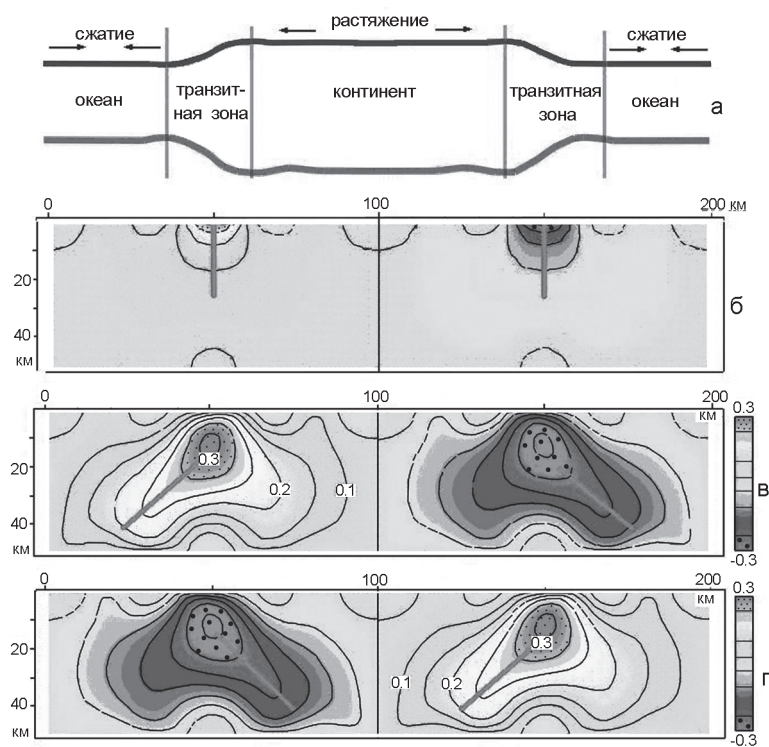 сжатие растяжение сжатие
океан транзит- континент транзитная океан
ная зона зона а
0 100 200 км
20
40
км б
0 100 200
км 0.3
20 0.3 0.2 0.1
40 в
км -0.3
0 100 200
км 0.3
20 0.3
0.1 0.2
40 г
км -0.3